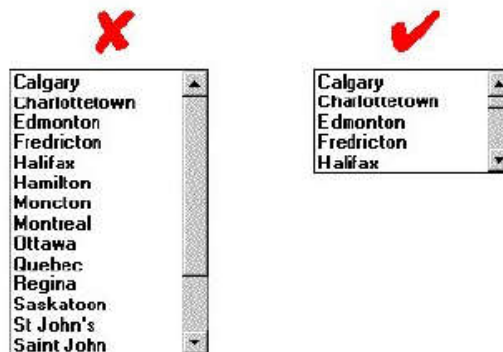 Calgary
Charlottetown
Edmonton
Fredricton
Halifax
Hamilton
Moncton
Montreal
Ottawa
Quebec
Regina
Saskatoon
St John's
Saint John
Calgary
Charlottetown
Edmonton
Fredricton
Halifax